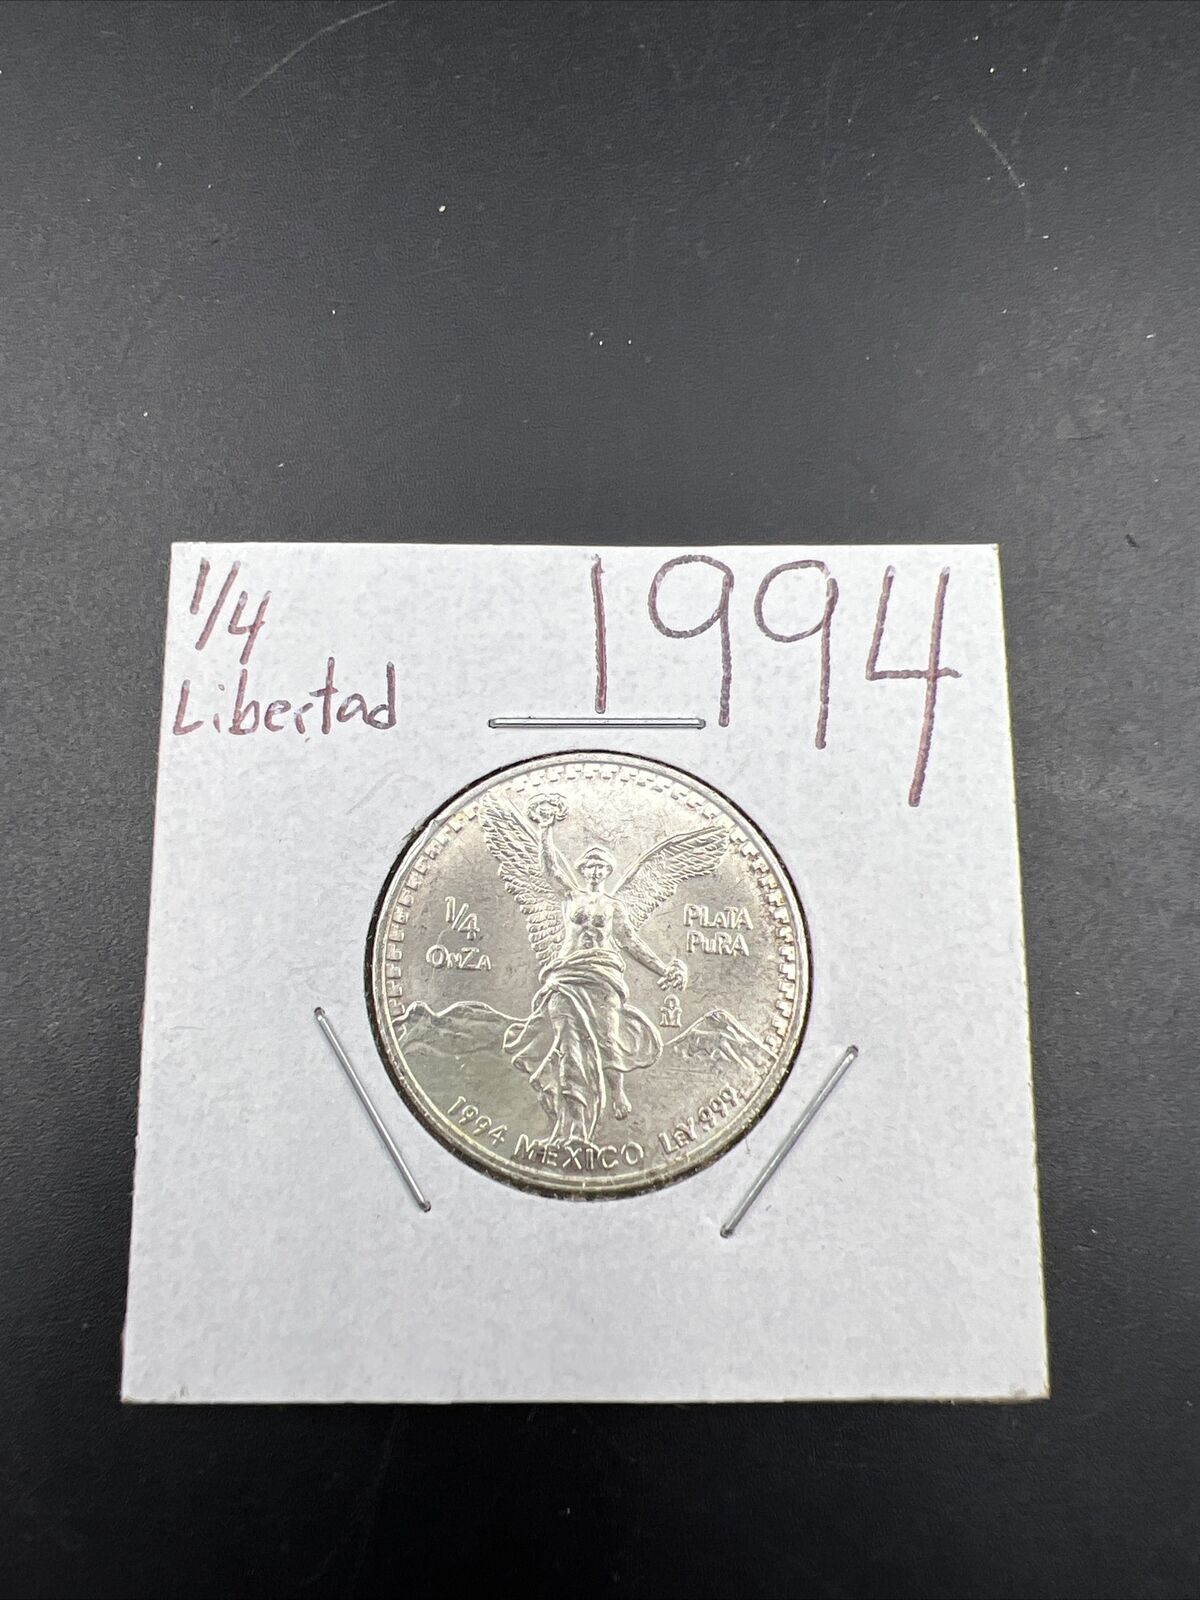 1/4
Libertad
1994
1/4
ONZA
PLATA
PURA
M
1994 MEXICO LEY .999